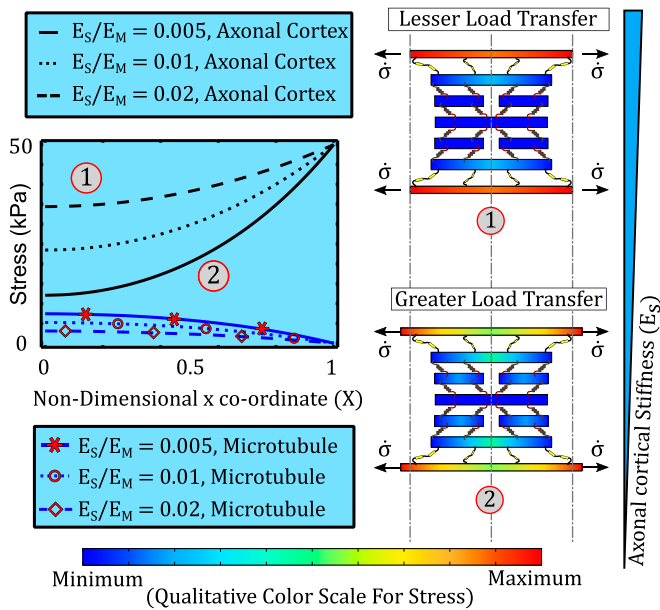 E_S/E_M = 0.005, Axonal Cortex
E_S/E_M = 0.01, Axonal Cortex
E_S/E_M = 0.02, Axonal Cortex
50
Stress (kPa)
0
1
2
0
0.5
1
Non-Dimensional x co-ordinate (X)
E_S/E_M = 0.005, Microtubule
E_S/E_M = 0.01, Microtubule
E_S/E_M = 0.02, Microtubule
Lesser Load Transfer
σ̇
σ̇
σ̇
σ̇
1
Greater Load Transfer
σ̇
σ̇
σ̇
σ̇
2
Axonal cortical Stiffness (E_S)
Minimum
Maximum
(Qualitative Color Scale For Stress)